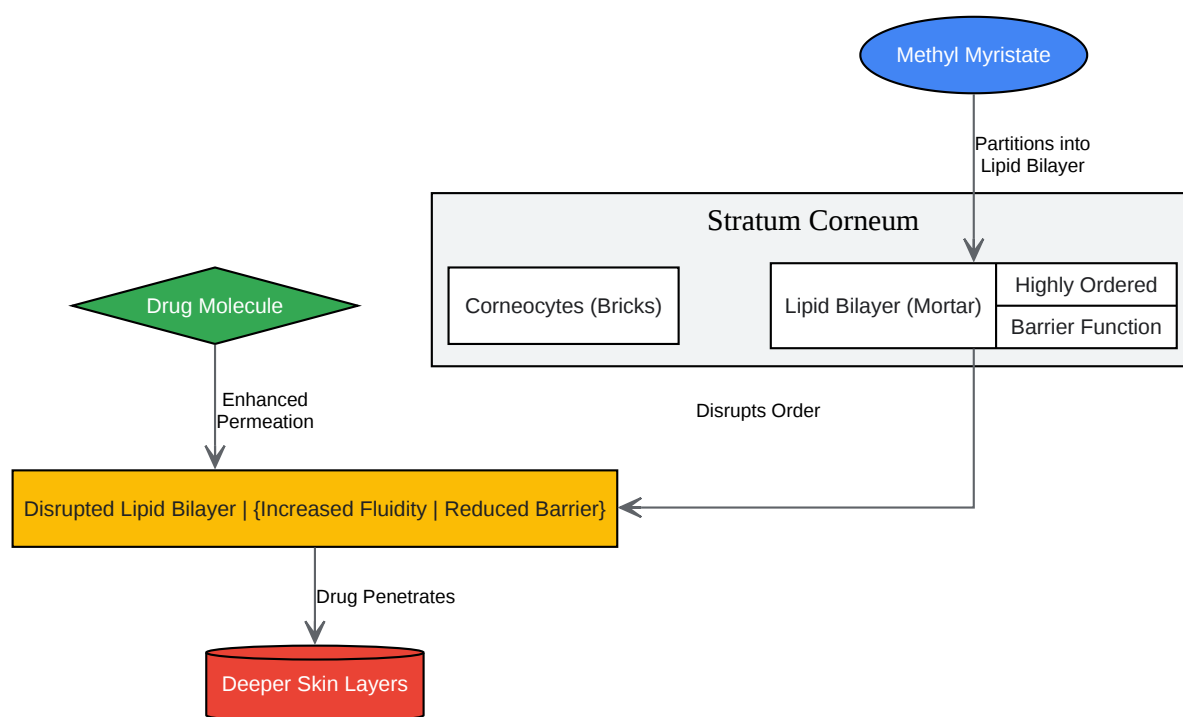 Methyl Myristate
Partitions into
Lipid Bilayer
Stratum Corneum
Corneocytes (Bricks)
Lipid Bilayer (Mortar)
Highly Ordered
Barrier Function
Drug Molecule
Enhanced
Permeation
Disrupts Order
Disrupted Lipid Bilayer | {Increased Fluidity | Reduced Barrier}
Drug Penetrates
Deeper Skin Layers